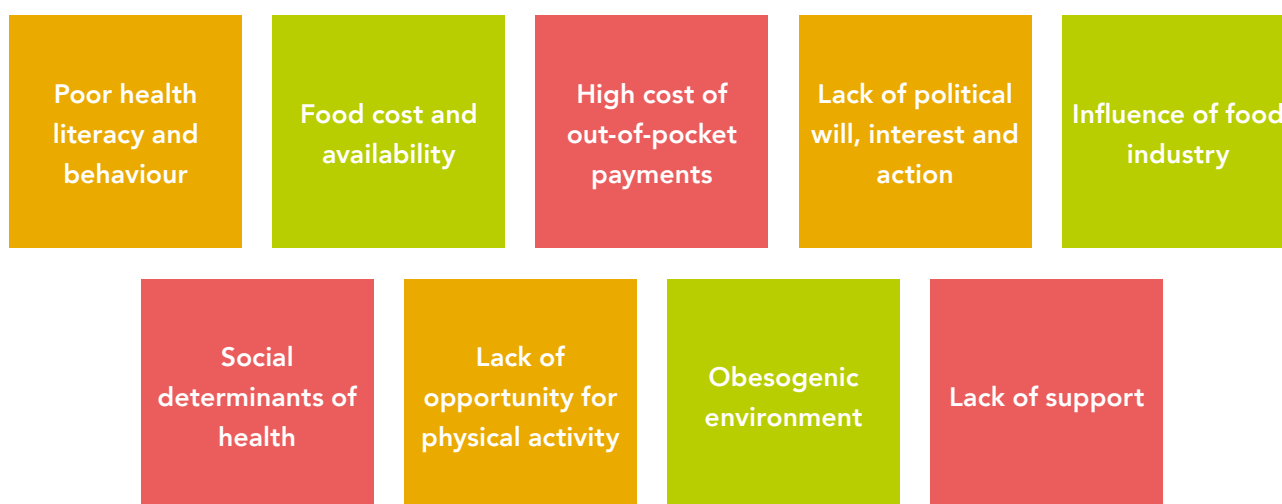 Poor health
literacy and
behaviour
Food cost and
availability
High cost of
out-of-pocket
payments
Lack of political
will, interest and
action
Influence of food
industry
Social
determinants of
health
Lack of
opportunity for
physical activity
Obesogenic
environment
Lack of support